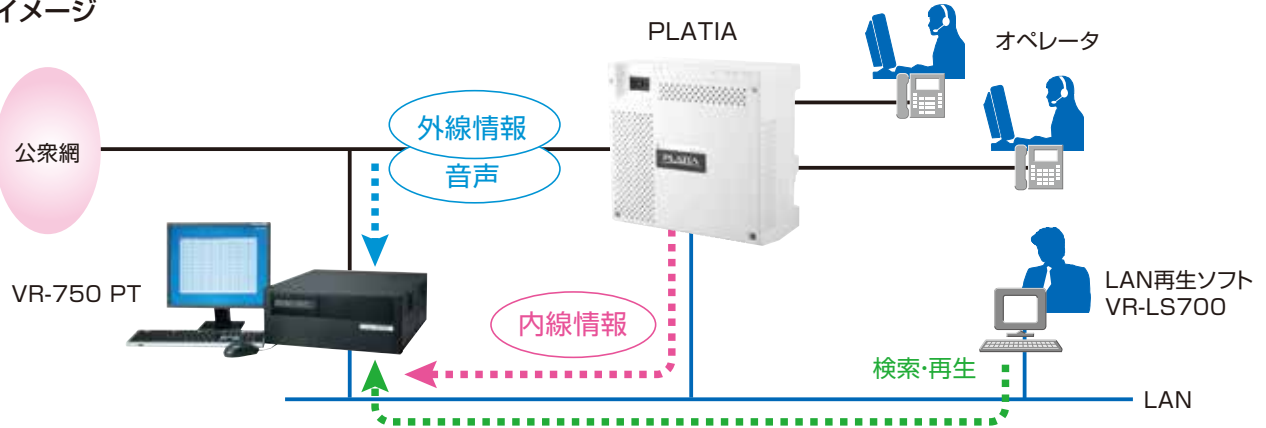 イメージ
PLATIA
オペレータ
公衆網
外線情報
音声
PLATIA
VR-750 PT
内線情報
LAN再生ソフト
VR-LS700
検索・再生
LAN